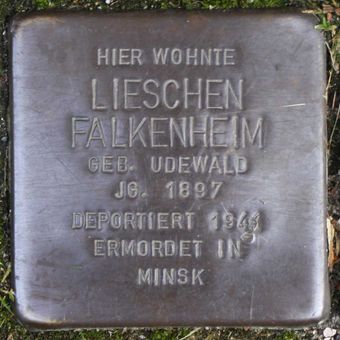 HIER WOHNTE
LIESCHEN
FALKENHEIM
GEB. UDEWALD
JG. 1897
DEPORTIERT 1941
ERMORDET IN
MINSK